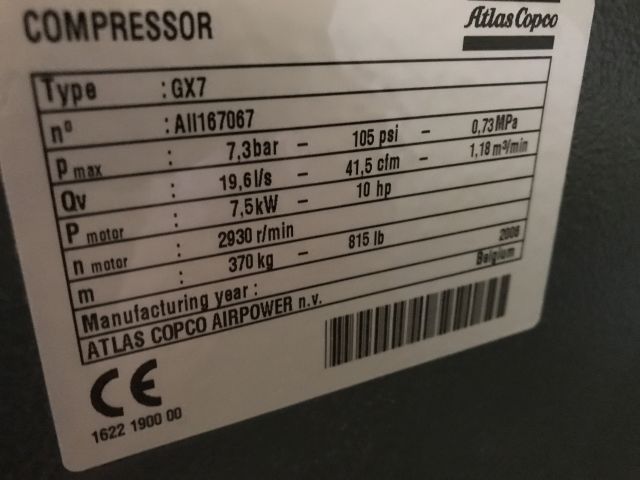 COMPRESSOR
Atlas Copco
Type : GX7
nº : AII167067
P max : 7,3bar – 105 psi – 0,73MPa
Qv : 19,6l/s – 41,5 cfm – 1,18 m³/min
P motor : 7,5kW – 10 hp
n motor : 2930 r/min
m : 370 kg – 815 lb
Manufacturing year : 2006
ATLAS COPCO AIRPOWER n.v. Belgium
CE
1622 1900 00